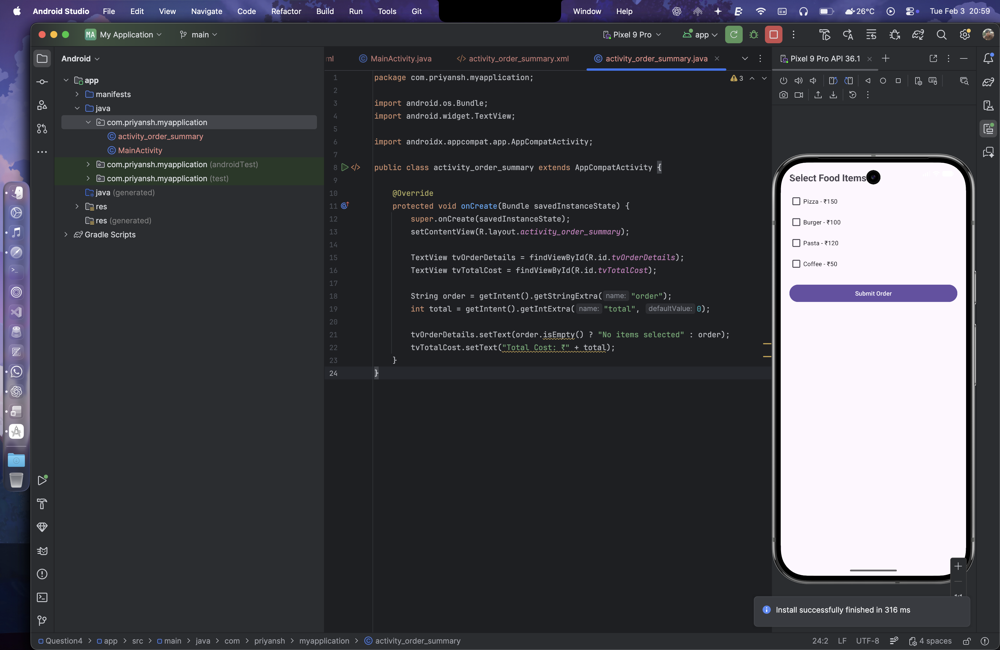 Android Studio File Edit View Navigate Code Refactor Build Run Tools Git Window Help 26°C Tue Feb 3 20:59
MA My Application main Pixel 9 Pro app
Android
app
manifests
java
com.priyansh.myapplication
activity_order_summary
MainActivity
com.priyansh.myapplication (androidTest)
com.priyansh.myapplication (test)
java (generated)
res
res (generated)
Gradle Scripts
ml MainActivity.java activity_order_summary.xml activity_order_summary.java
3
1 package com.priyansh.myapplication;
2
3 import android.os.Bundle;
4 import android.widget.TextView;
5
6 import androidx.appcompat.app.AppCompatActivity;
7
8 public class activity_order_summary extends AppCompatActivity {
9
10 @Override
11 protected void onCreate(Bundle savedInstanceState) {
12 super.onCreate(savedInstanceState);
13 setContentView(R.layout.activity_order_summary);
14
15 TextView tvOrderDetails = findViewById(R.id.tvOrderDetails);
16 TextView tvTotalCost = findViewById(R.id.tvTotalCost);
17
18 String order = getIntent().getStringExtra( name: "order");
19 int total = getIntent().getIntExtra( name: "total", defaultValue: 0);
20
21 tvOrderDetails.setText(order.isEmpty() ? "No items selected" : order);
22 tvTotalCost.setText("Total Cost: ₹" + total);
23 }
24 }
Pixel 9 Pro API 36.1
Select Food Items
Pizza - ₹150
Burger - ₹100
Pasta - ₹120
Coffee - ₹50
Submit Order
Install successfully finished in 316 ms
Question4 > app > src > main > java > com > priyansh > myapplication > activity_order_summary
24:2 LF UTF-8 4 spaces